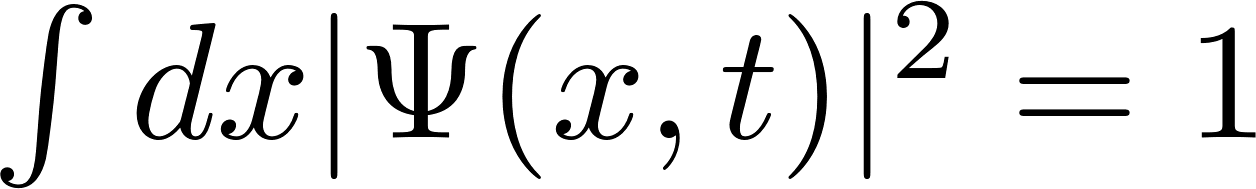 ∫ dx|Ψ(x, t)|² = 1